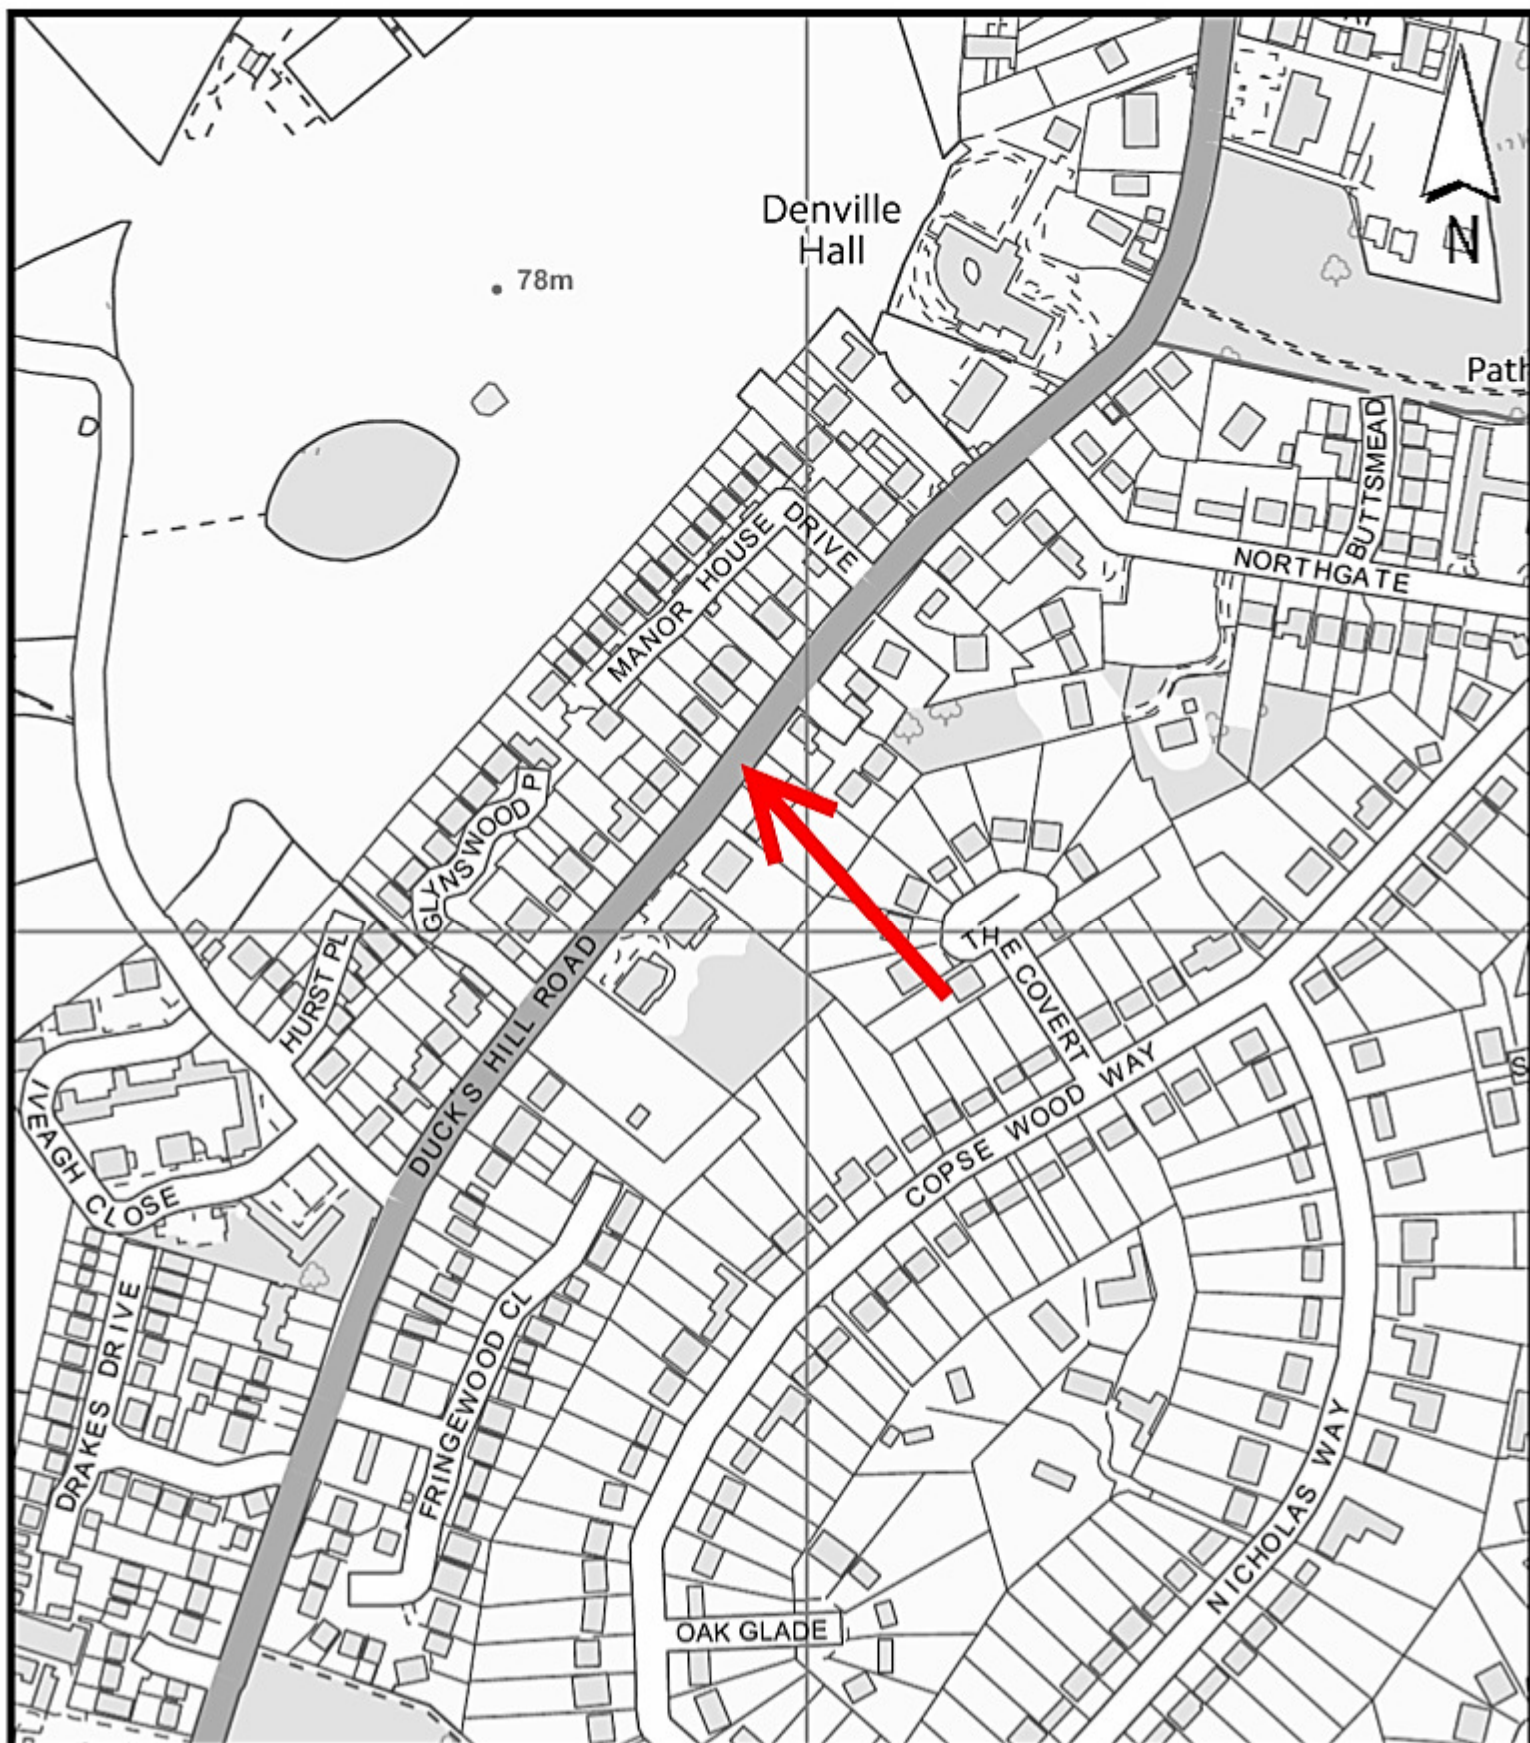 Denville
Hall
N
78m
Path
BUTTSMEAD
NORTHGATE
MANOR HOUSE DRIVE
GLYNSWOOD P
HURST PL
DUCK'S HILL ROAD
THE COVERT
COPSE WOOD WAY
IVEAGH CLOSE
DRAKES DRIVE
FRINGEWOOD CL
NICHOLAS WAY
OAK GLADE
S